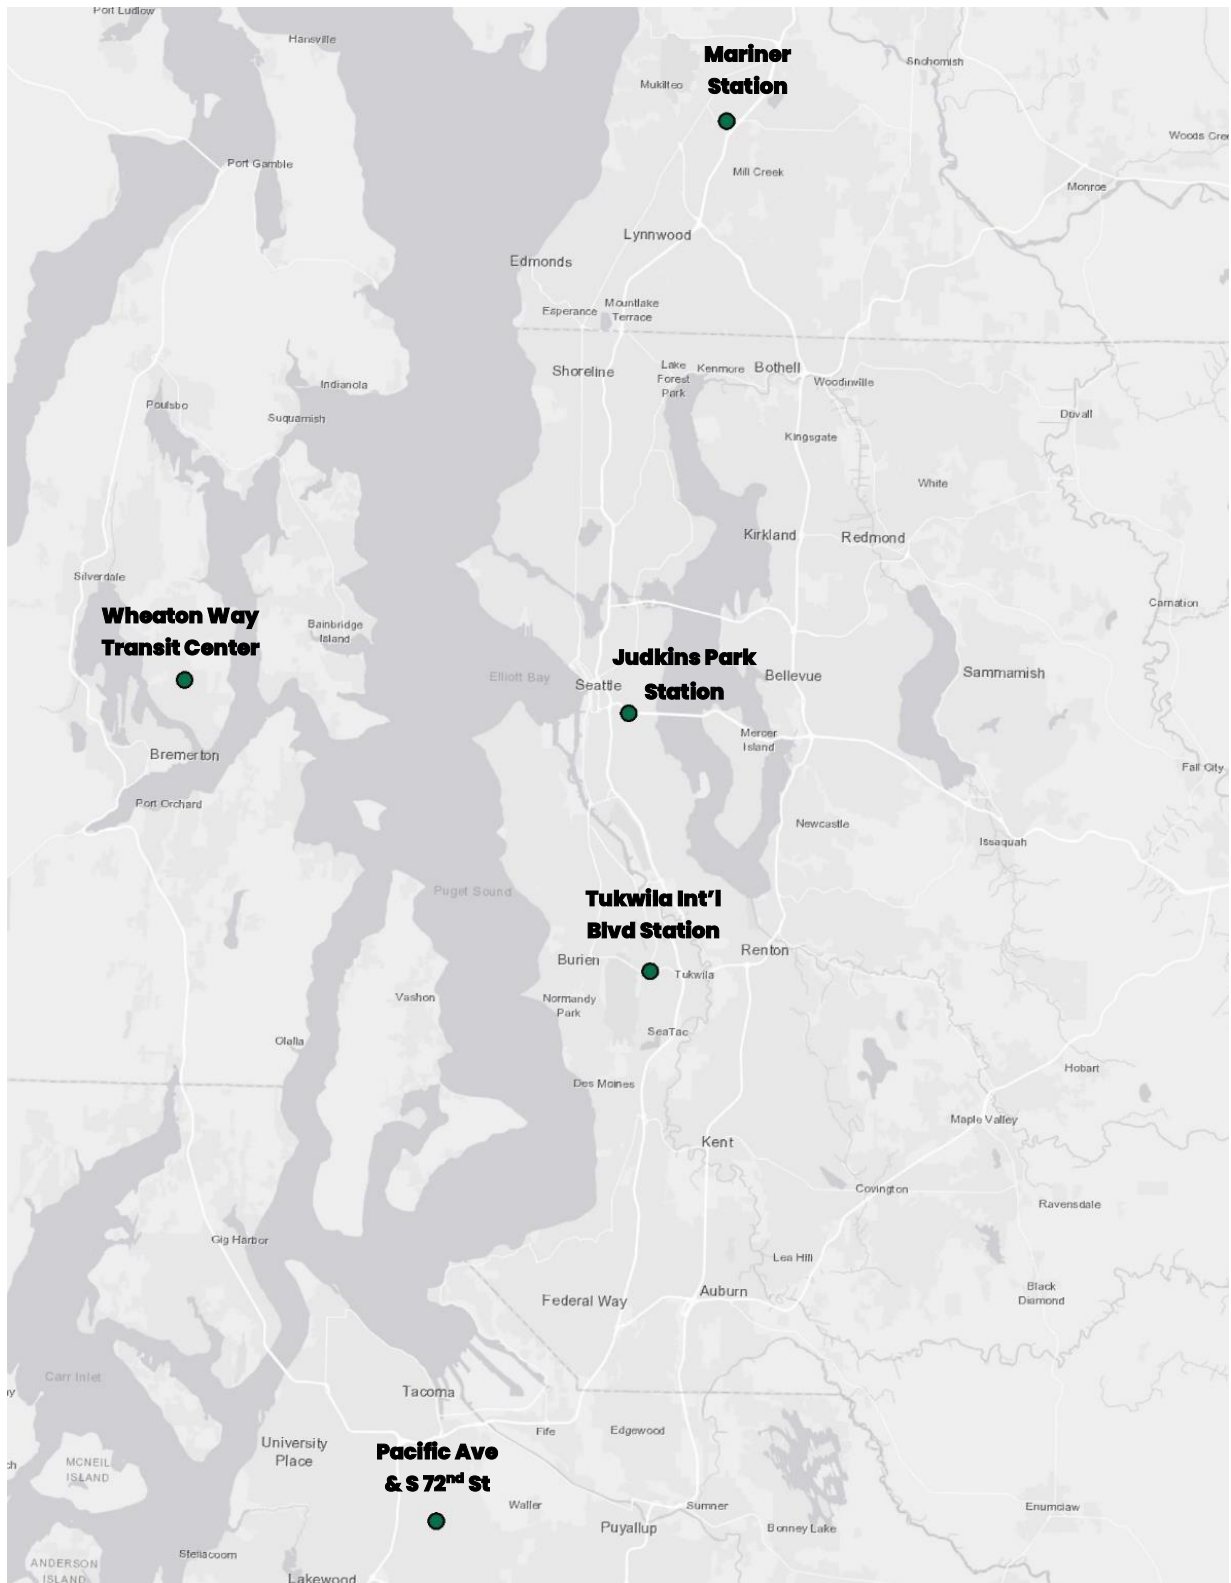 Port Ludlow
Hansville
Mariner
Station
Snohomish
Mukilteo
Woods Cree
Port Gamble
Mill Creek
Monroe
Lynnwood
Edmonds
Esperance
Mountlake
Terrace
Shoreline
Lake
Forest
Park
Kenmore
Bothell
Woodinville
Indianola
Poulsbo
Suquamish
Duvall
Kingsgate
White
Kirkland
Redmond
Silverdale
Carnation
Wheaton Way
Transit Center
Bainbridge
Island
Judkins Park
Station
Elliott Bay
Seattle
Bellevue
Sammamish
Mercer
Island
Bremerton
Fall City
Port Orchard
Newcastle
Issaquah
Puget Sound
Tukwila Int’l
Blvd Station
Burien
Renton
Tukwila
Vashon
Normandy
Park
SeaTac
Olalla
Hobart
Des Moines
Maple Valley
Kent
Covington
Ravensdale
Gig Harbor
Lea Hill
Black
Diamond
Federal Way
Auburn
Carr Inlet
Tacoma
Fife
Edgewood
University
Place
Pacific Ave
& S 72nd St
MCNEIL
ISLAND
Waller
Sumner
Enumclaw
Puyallup
Bonney Lake
Steilacoom
ANDERSON
ISLAND
Lakewood